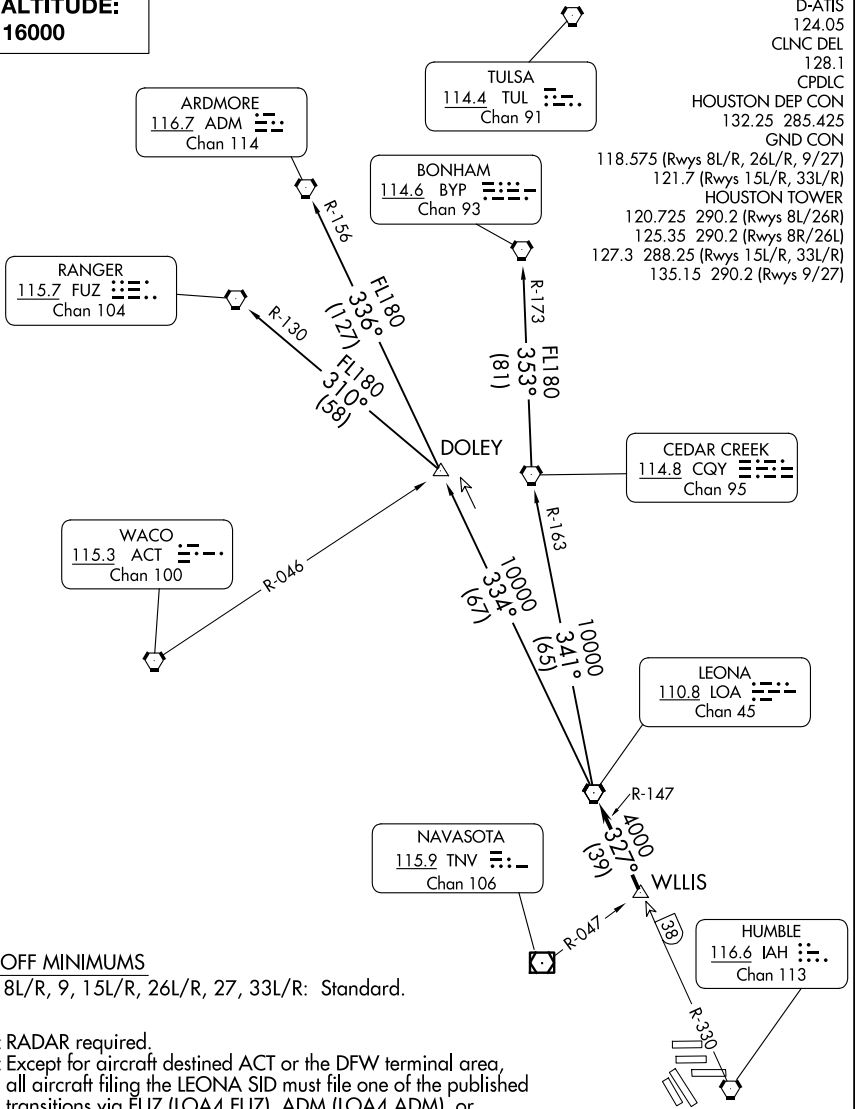 ALTITUDE:
16000
D-ATIS
124.05
CLNC DEL
128.1
CPDLC
HOUSTON DEP CON
132.25 285.425
GND CON
118.575 (Rwys 8L/R, 26L/R, 9/27)
121.7 (Rwys 15L/R, 33L/R)
HOUSTON TOWER
120.725 290.2 (Rwys 8L/26R)
125.35 290.2 (Rwys 8R/26L)
127.3 288.25 (Rwys 15L/R, 33L/R)
135.15 290.2 (Rwys 9/27)
TULSA
114.4 TUL
Chan 91
ARDMORE
116.7 ADM
Chan 114
BONHAM
114.6 BYP
Chan 93
RANGER
115.7 FUZ
Chan 104
R-156
FL180
336°
(127)
R-130
FL180
310°
(58)
R-173
FL180
353°
(81)
DOLEY
CEDAR CREEK
114.8 CQY
Chan 95
WACO
115.3 ACT
Chan 100
R-046
R-163
10000
334°
(67)
10000
341°
(65)
LEONA
110.8 LOA
Chan 45
R-147
4000
327°
(39)
NAVASOTA
115.9 TNV
Chan 106
WLLIS
R-047
38
HUMBLE
116.6 IAH
Chan 113
R-330
OFF MINIMUMS
8L/R, 9, 15L/R, 26L/R, 27, 33L/R: Standard.
: RADAR required.
: Except for aircraft destined ACT or the DFW terminal area,
all aircraft filing the LEONA SID must file one of the published
transitions via FUZ (LOA4.FUZ), ADM (LOA4.ADM), or